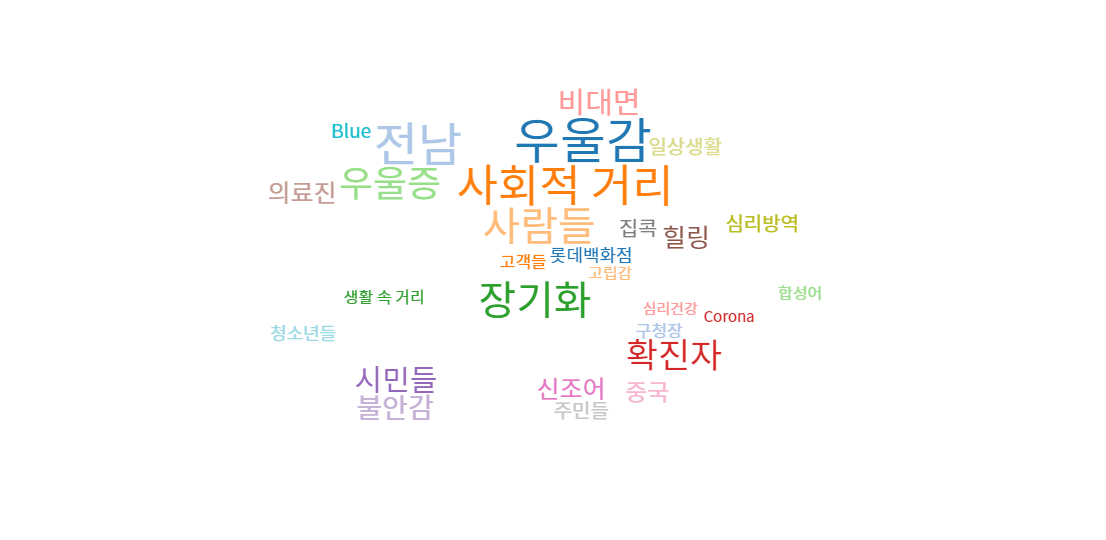 비대면
Blue
전남
우울감
일상생활
의료진
우울증
사회적 거리
사람들
집콕
힐링
심리방역
고객들
롯데백화점
고립감
생활 속 거리
장기화
합성어
심리건강
Corona
청소년들
구청장
확진자
시민들
신조어
중국
불안감
주민들